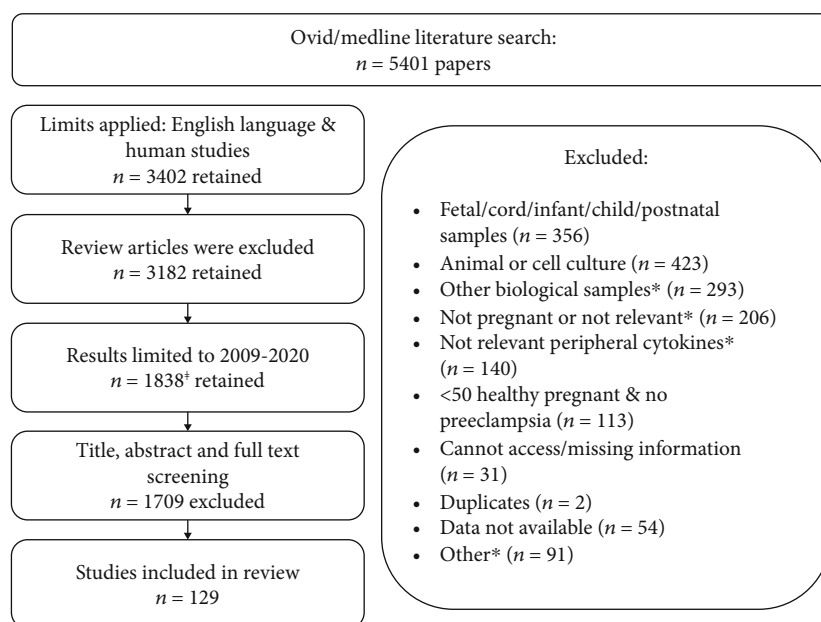 Ovid/medline literature search:
n = 5401 papers
Limits applied: English language &
human studies
n = 3402 retained
Review articles were excluded
n = 3182 retained
Results limited to 2009-2020
n = 1838‡ retained
Title, abstract and full text
screening
n = 1709 excluded
Studies included in review
n = 129
Excluded:
• Fetal/cord/infant/child/postnatal
samples (n = 356)
• Animal or cell culture (n = 423)
• Other biological samples* (n = 293)
• Not pregnant or not relevant* (n = 206)
• Not relevant peripheral cytokines*
(n = 140)
• <50 healthy pregnant & no
preeclampsia (n = 113)
• Cannot access/missing information
(n = 31)
• Duplicates (n = 2)
• Data not available (n = 54)
• Other* (n = 91)